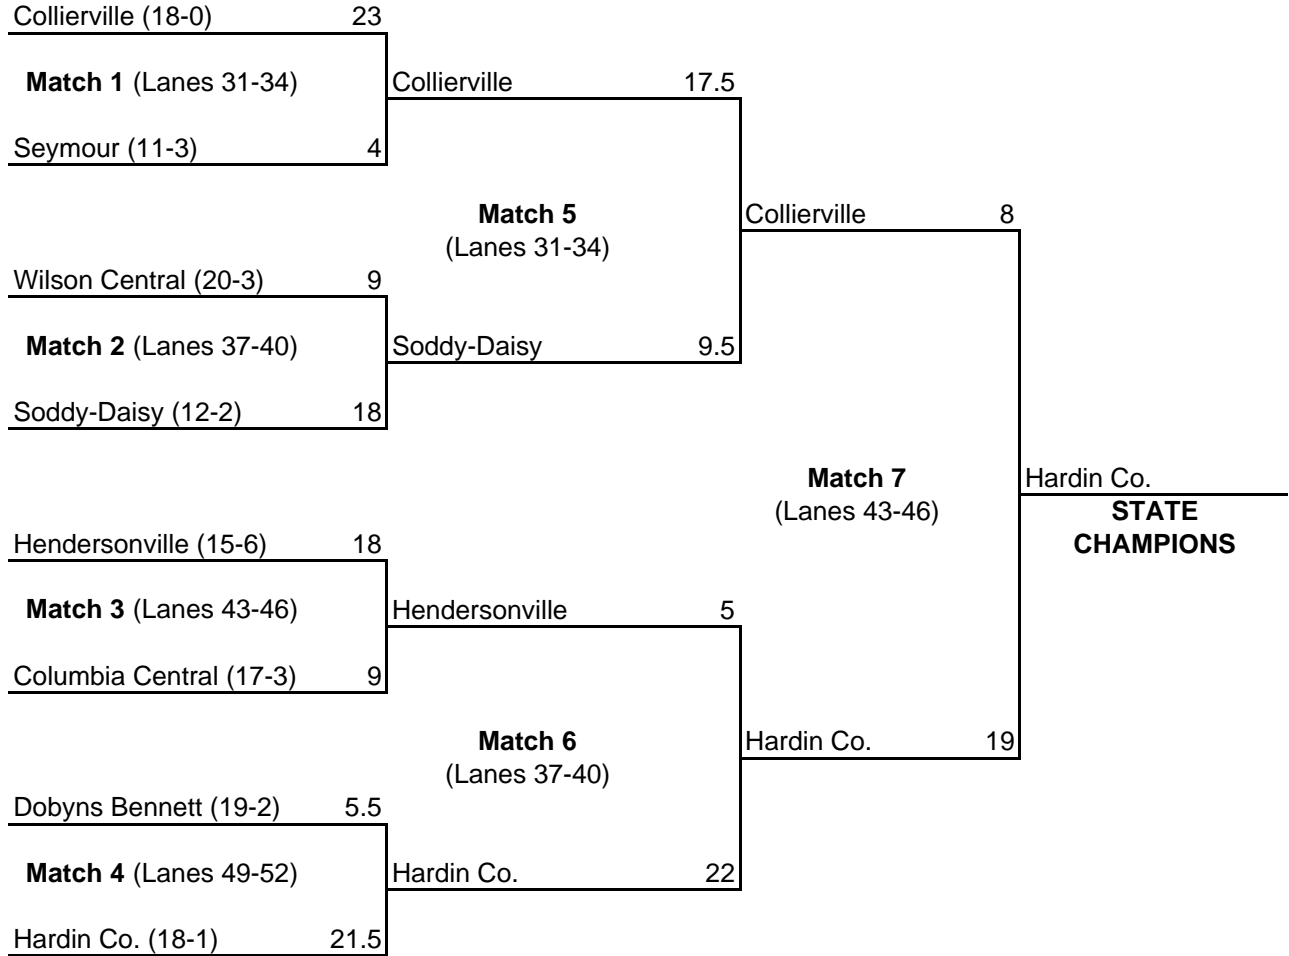 Collierville (18-0) 23
Match 1 (Lanes 31-34)
Collierville 17.5
Seymour (11-3) 4
Match 5
Collierville 8
(Lanes 31-34)
Wilson Central (20-3) 9
Match 2 (Lanes 37-40)
Soddy-Daisy 9.5
Soddy-Daisy (12-2) 18
Match 7
Hardin Co.
(Lanes 43-46)
STATE
CHAMPIONS
Hendersonville (15-6) 18
Match 3 (Lanes 43-46)
Hendersonville 5
Columbia Central (17-3) 9
Match 6
Hardin Co. 19
(Lanes 37-40)
Dobyns Bennett (19-2) 5.5
Match 4 (Lanes 49-52)
Hardin Co. 22
Hardin Co. (18-1) 21.5